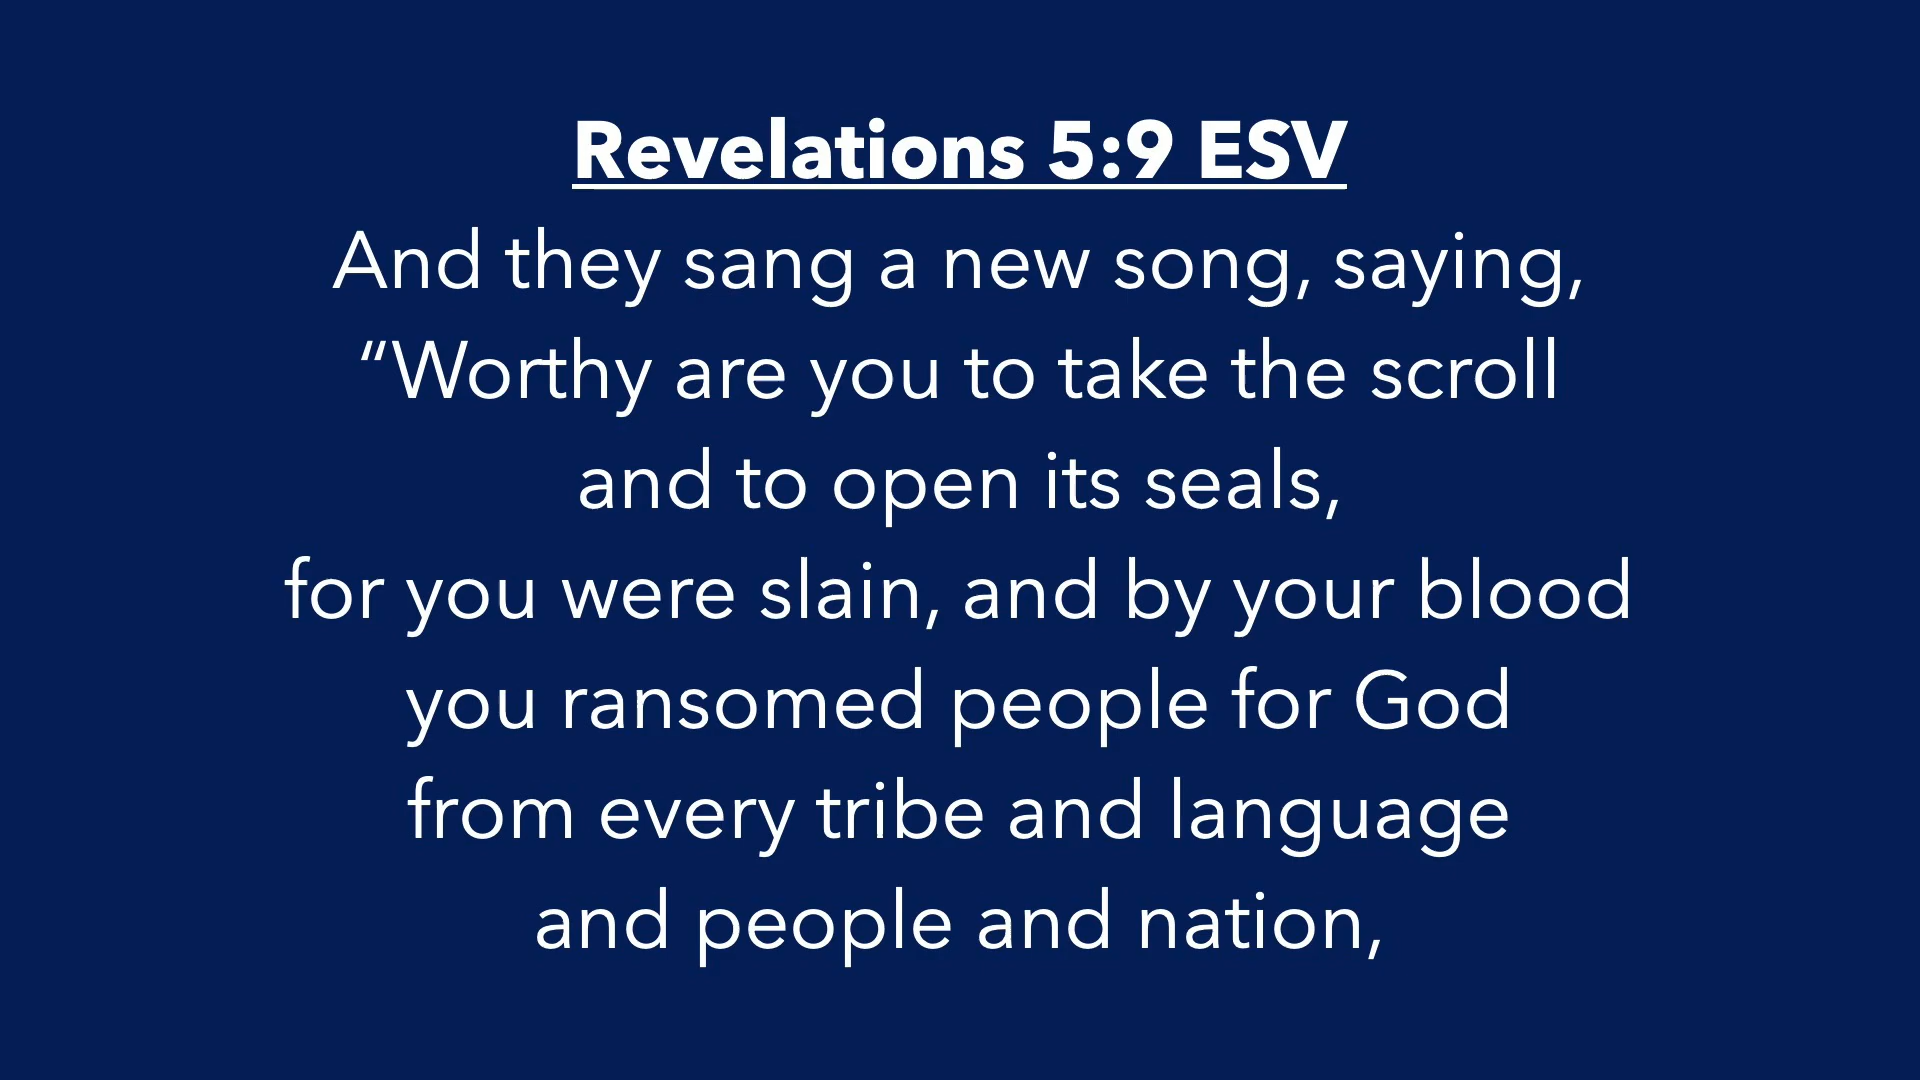 Revelations 5:9 ESV
And they sang a new song, saying,
“Worthy are you to take the scroll
and to open its seals,
for you were slain, and by your blood
you ransomed people for God
from every tribe and language
and people and nation,